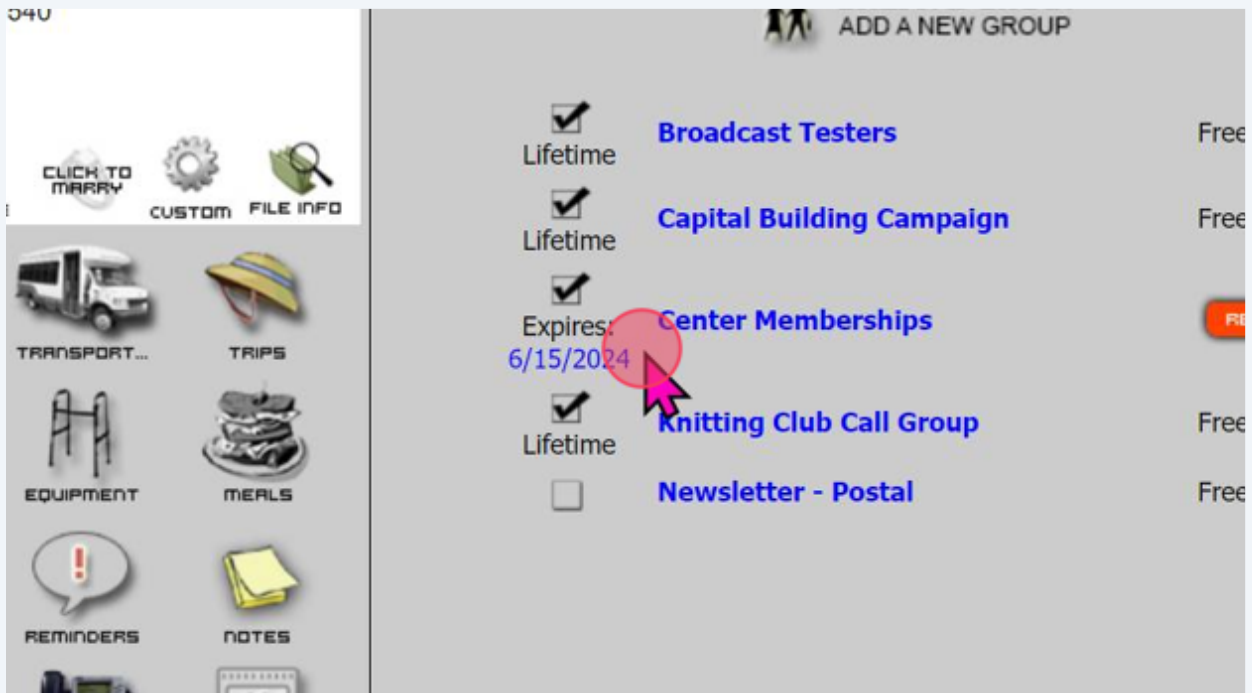 540
CLICK TO
MARRY
CUSTOM
FILE INFO
TRANSPORT...
TRIPS
EQUIPMENT
MEALS
REMINDERS
NOTES
ADD A NEW GROUP
Lifetime
Broadcast Testers
Free
Lifetime
Capital Building Campaign
Free
Expires:
6/15/2024
Center Memberships
RE
Lifetime
Knitting Club Call Group
Free
Newsletter - Postal
Free